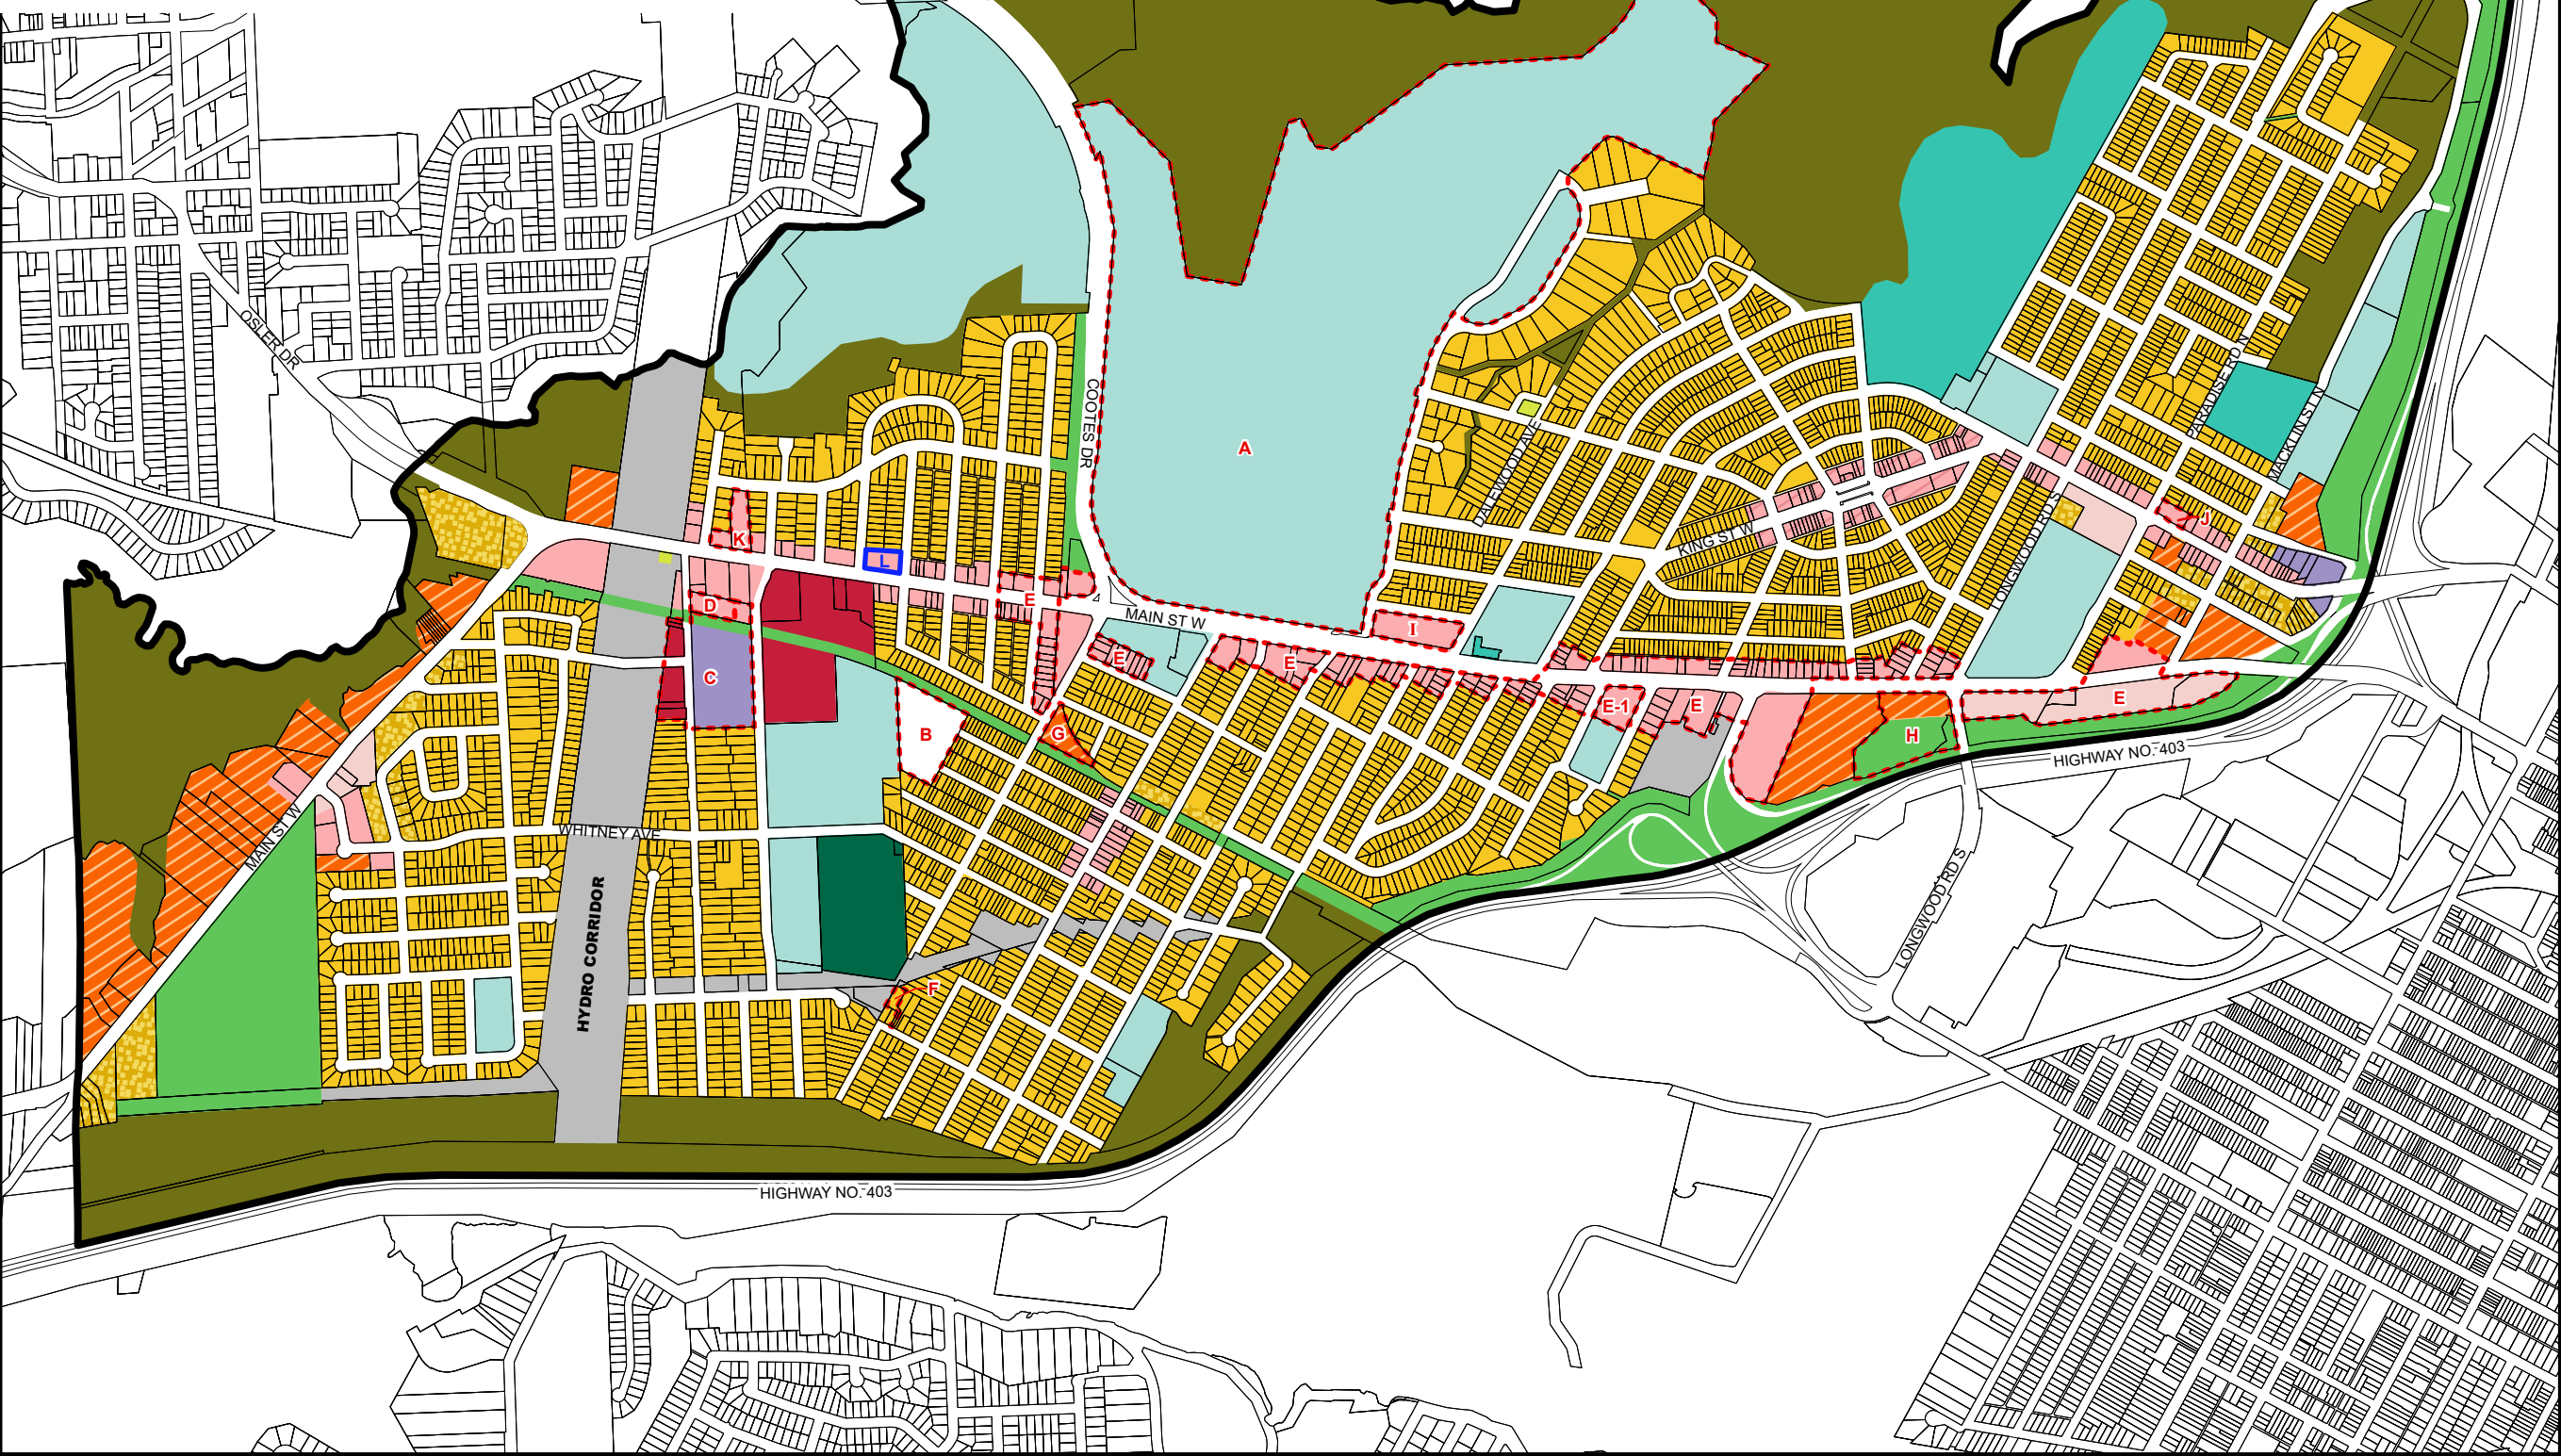 OSLER DR
COOTES DR
A
DALEWOOD AVE
PARADISE RD N
MACKLIN ST N
KING ST W
LONGWOOD RD S
J
K
L
D
E
MAIN ST W
I
E
E
C
E-1
E
E
B
G
H
HIGHWAY NO. 403
MAIN ST W
WHITNEY AVE
HYDRO CORRIDOR
LONGWOOD RD S
F
HIGHWAY NO. 403